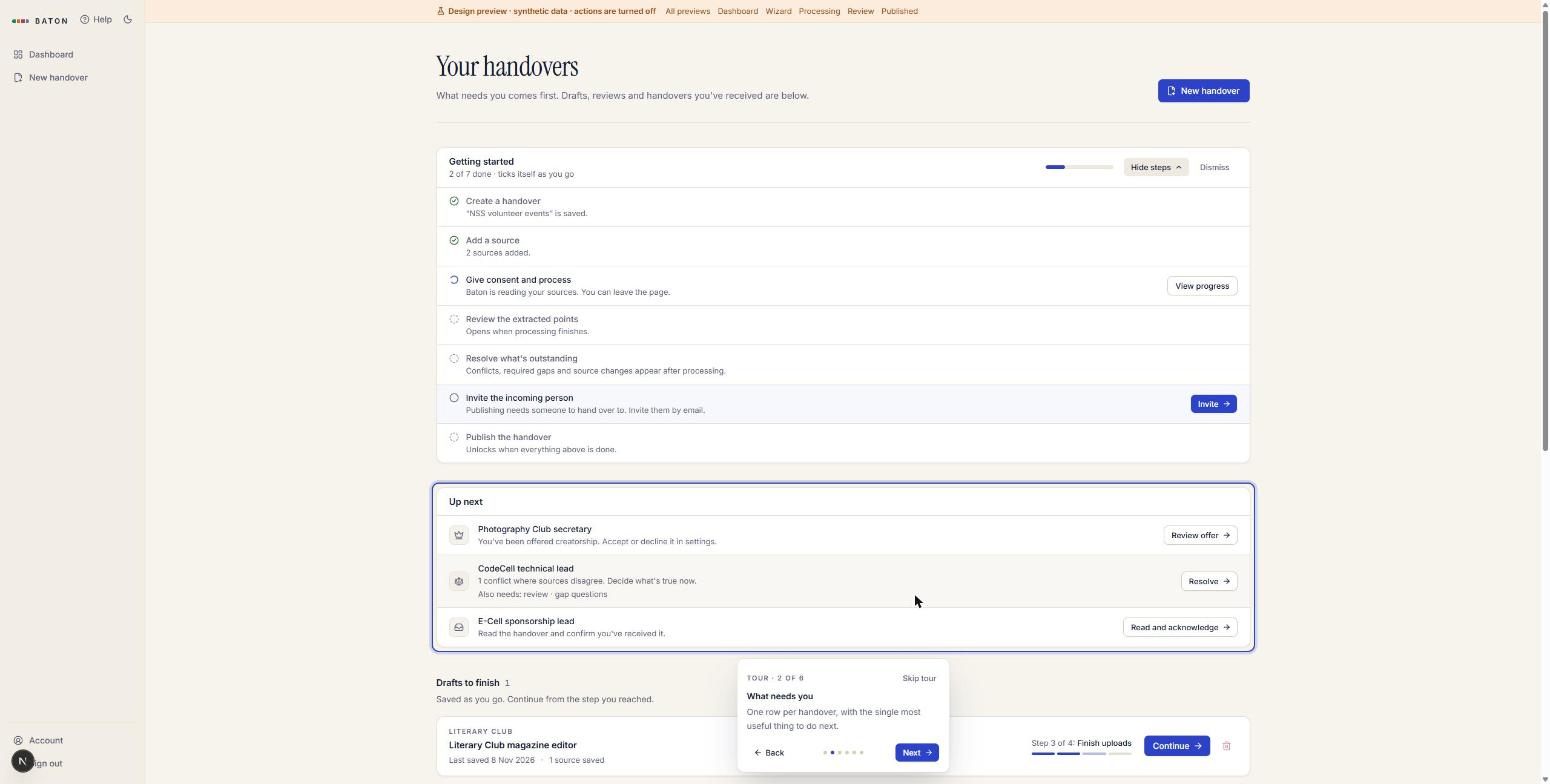 BATON
Help
Dashboard
New handover
Account
ign out
N
Design preview · synthetic data · actions are turned off All previews Dashboard Wizard Processing Review Published
Your handovers
What needs you comes first. Drafts, reviews and handovers you've received are below.
New handover
Getting started
2 of 7 done · ticks itself as you go
Hide steps
Dismiss
Create a handover
"NSS volunteer events" is saved.
Add a source
2 sources added.
Give consent and process
Baton is reading your sources. You can leave the page.
View progress
Review the extracted points
Opens when processing finishes.
Resolve what's outstanding
Conflicts, required gaps and source changes appear after processing.
Invite the incoming person
Publishing needs someone to hand over to. Invite them by email.
Invite →
Publish the handover
Unlocks when everything above is done.
Up next
Photography Club secretary
You've been offered creatorship. Accept or decline it in settings.
Review offer →
CodeCell technical lead
1 conflict where sources disagree. Decide what's true now.
Also needs: review · gap questions
Resolve →
E-Cell sponsorship lead
Read the handover and confirm you've received it.
Read and acknowledge →
TOUR · 2 OF 6
Skip tour
What needs you
One row per handover, with the single most
useful thing to do next.
← Back
Next →
Drafts to finish 1
Saved as you go. Continue from the step you reached.
LITERARY CLUB
Literary Club magazine editor
Last saved 8 Nov 2026 · 1 source saved
Step 3 of 4: Finish uploads
Continue →